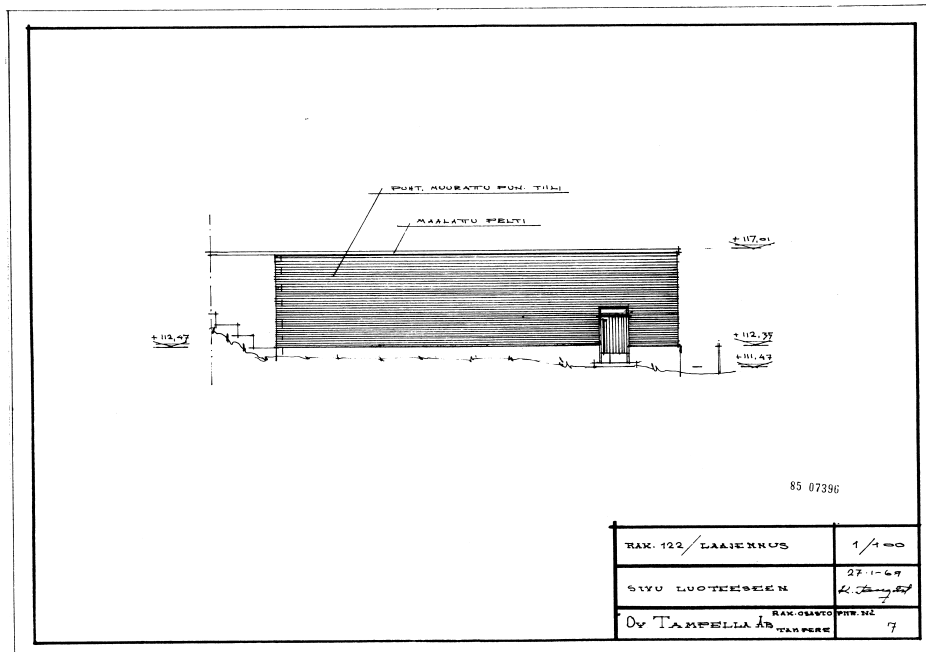 PUHT. MUURATTU PUN. TIILI
MAALATTU PELTI
+117,01
+112,47
+112,35
+111,47
85 07396
RAK. 122/LAAJENNUS
1/100
SIVU LUOTEESEEN
27.1-69
OY TAMPELLA AB
RAK.OSASTO
TAMPERE
PIIR. N:o
7